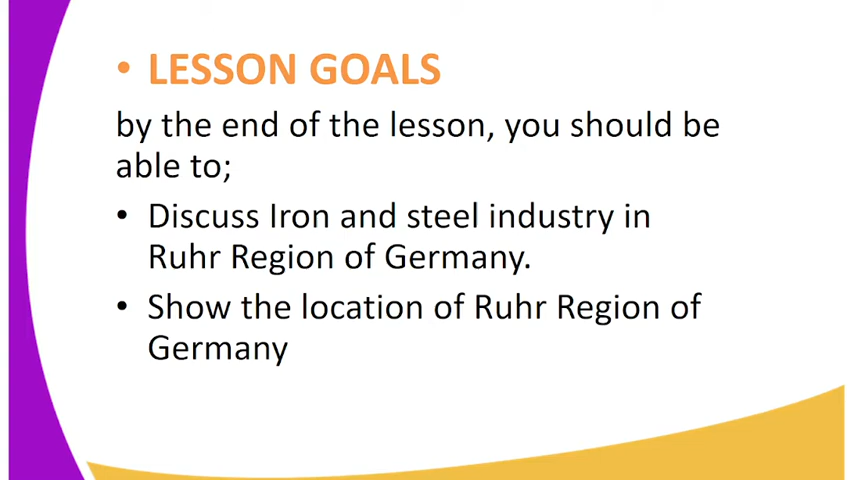 • LESSON GOALS
by the end of the lesson, you should be
able to;
• Discuss Iron and steel industry in
Ruhr Region of Germany.
• Show the location of Ruhr Region of
Germany